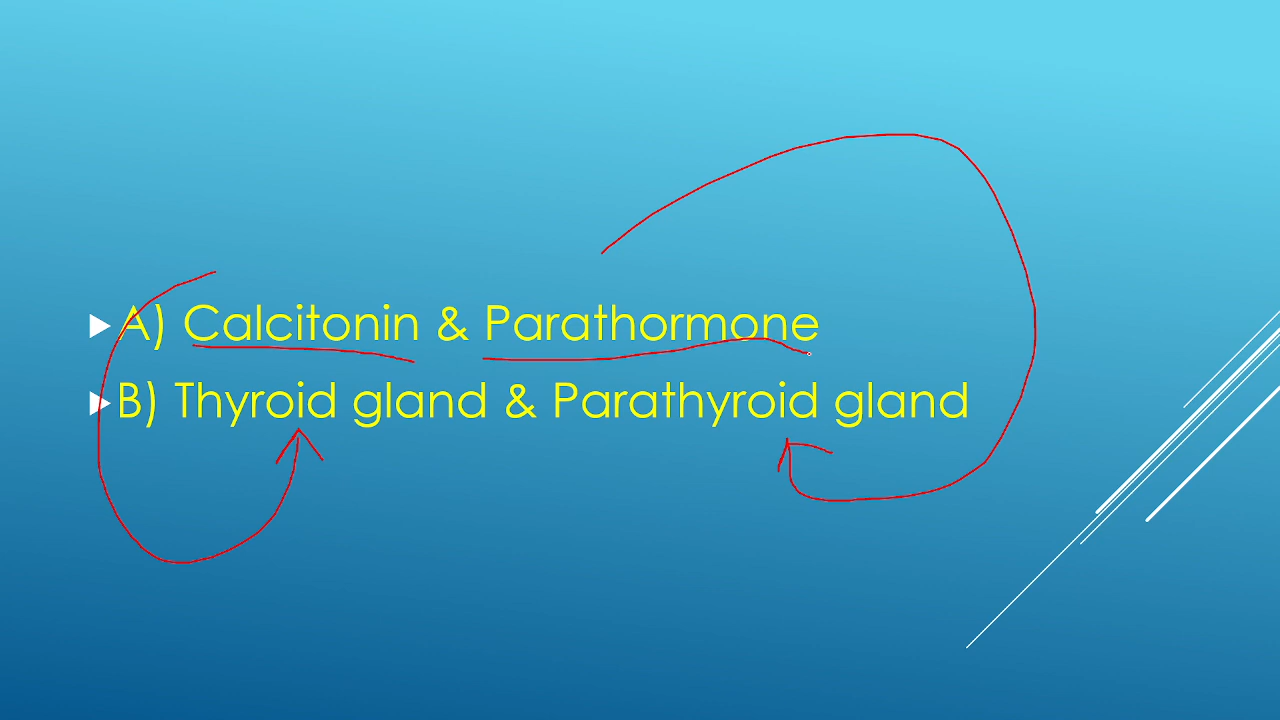 A) Calcitonin & Parathormone
B) Thyroid gland & Parathyroid gland